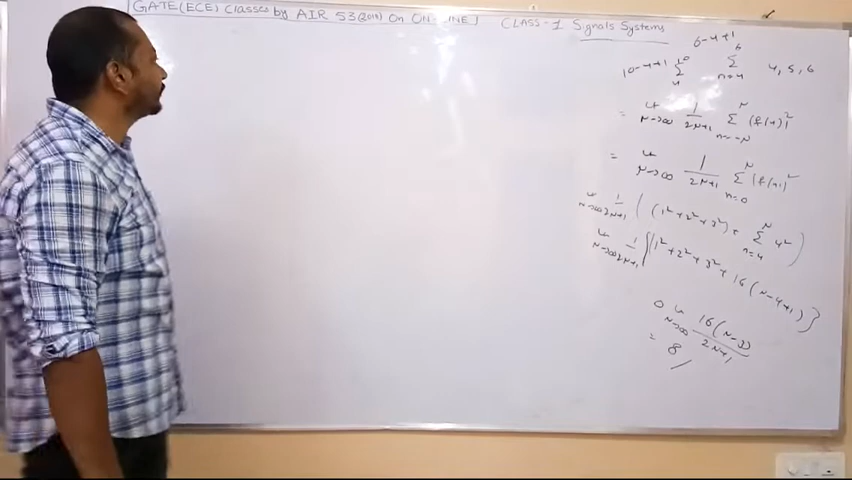 GATE(ECE) Classes by AIR 53(2014) on ON-LINE] CLASS-1 Signals Systems
6-4+1
10-4+1 10 Σ 4 6 Σ n=4 4, 5, 6
= Lt N→∞ 1/2N+1 N Σ n=-N (f(n))²
= Lt N→∞ 1/2N+1 N Σ n=0 (f(n))²
Lt N→∞ 1/2N+1 { (1²+2²+3²) + N Σ n=4 4² }
Lt N→∞ 1/2N+1 { 1²+2²+3² + 16(N-4+1) }
0 Lt N→∞ 16(N-3)/2N+1
= 8